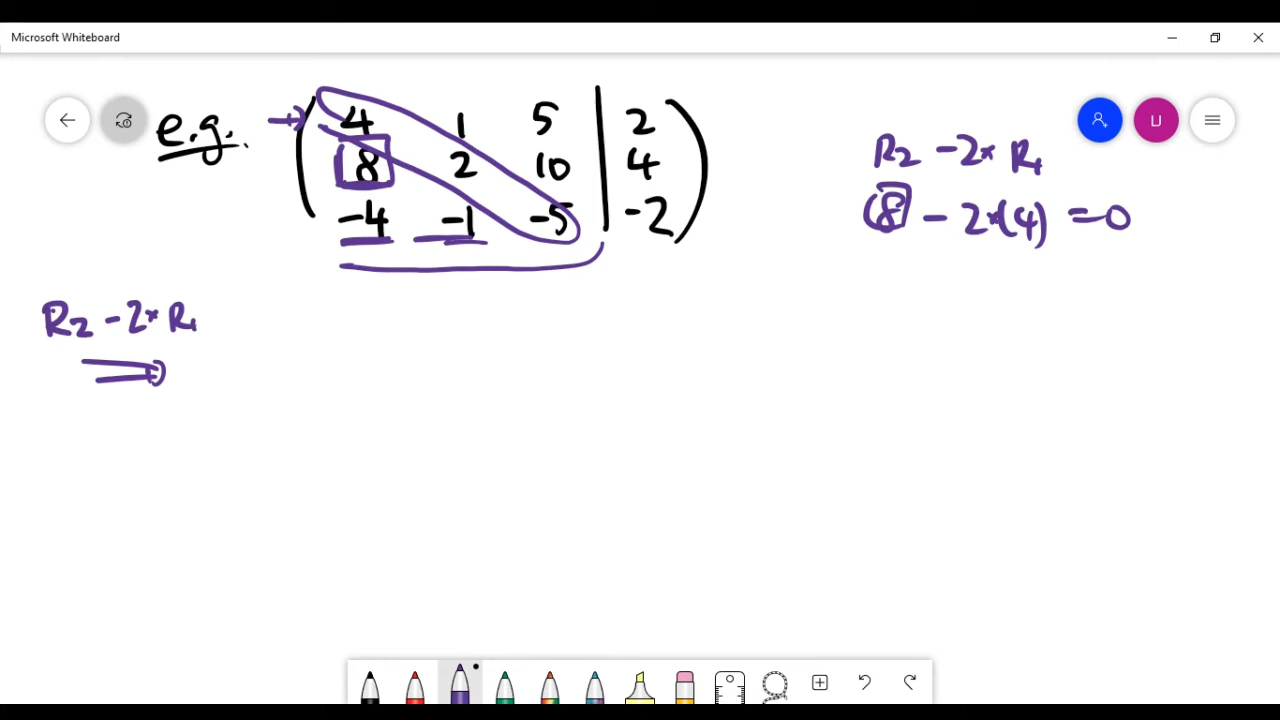 Microsoft Whiteboard
e.g. → ( 4 1 5 | 2
8 2 10 | 4
-4 -1 -5 | -2 )
R2 -2× R1
(8) - 2×(4) = 0
R2 -2× R1
⇒
U